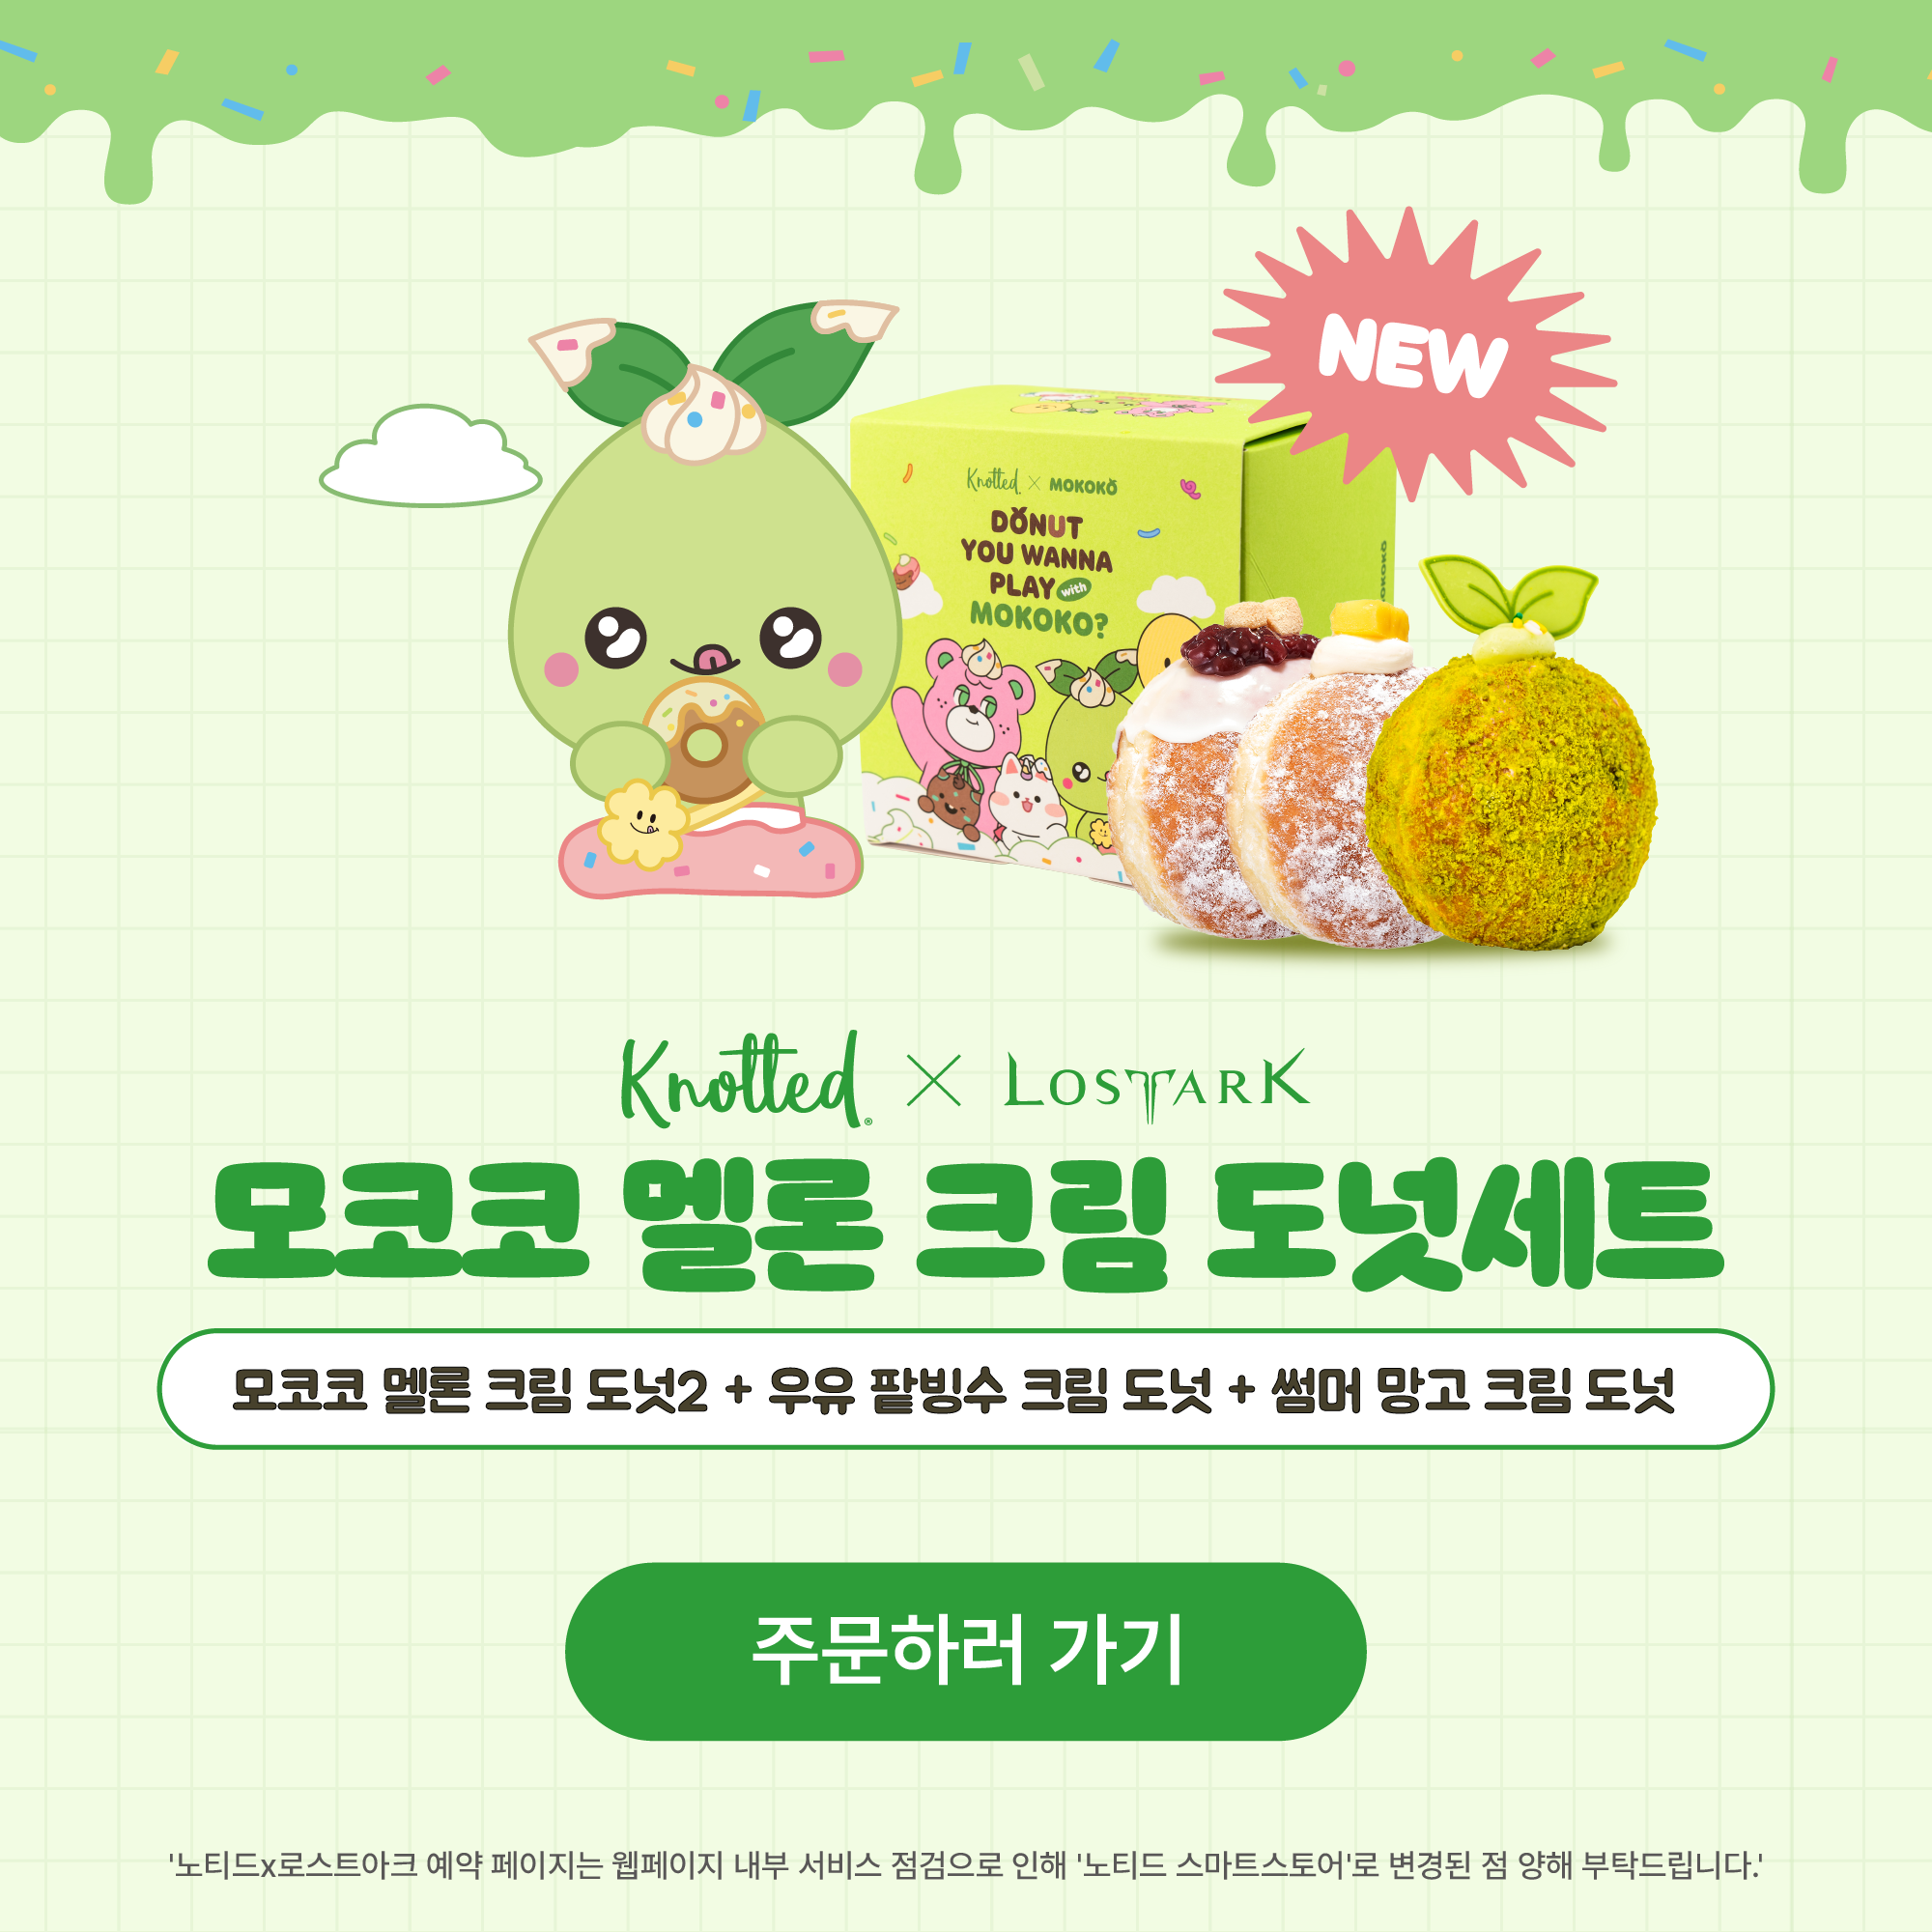 NEW
Knotted × MOKOKO
DONUT
YOU WANNA
PLAY with
MOKOKO?
MOKOKO
Knotted® × LOSTARK
모코코 멜론 크림 도넛세트
모코코 멜론 크림 도넛2 + 우유 팥빙수 크림 도넛 + 썸머 망고 크림 도넛
주문하러 가기
'노티드x로스트아크 예약 페이지는 웹페이지 내부 서비스 점검으로 인해 '노티드 스마트스토어'로 변경된 점 양해 부탁드립니다.'